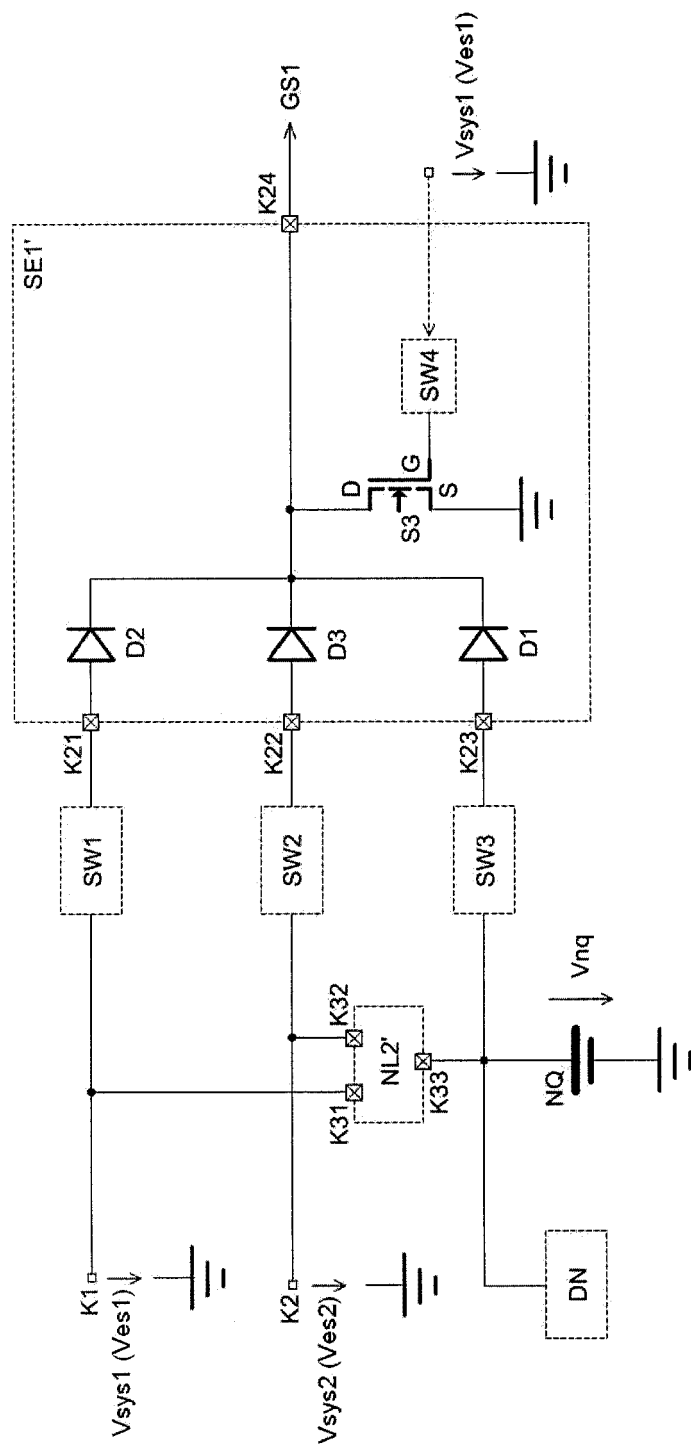 SE1'
K24
GS1
K21
SW1
D2
K1
Vsys1 (Ves1)
K22
SW2
D3
D
G
S
S3
SW4
Vsys1 (Ves1)
K2
Vsys2 (Ves2)
K31
K32
NL2'
K33
K23
SW3
D1
DN
NQ
Vnq